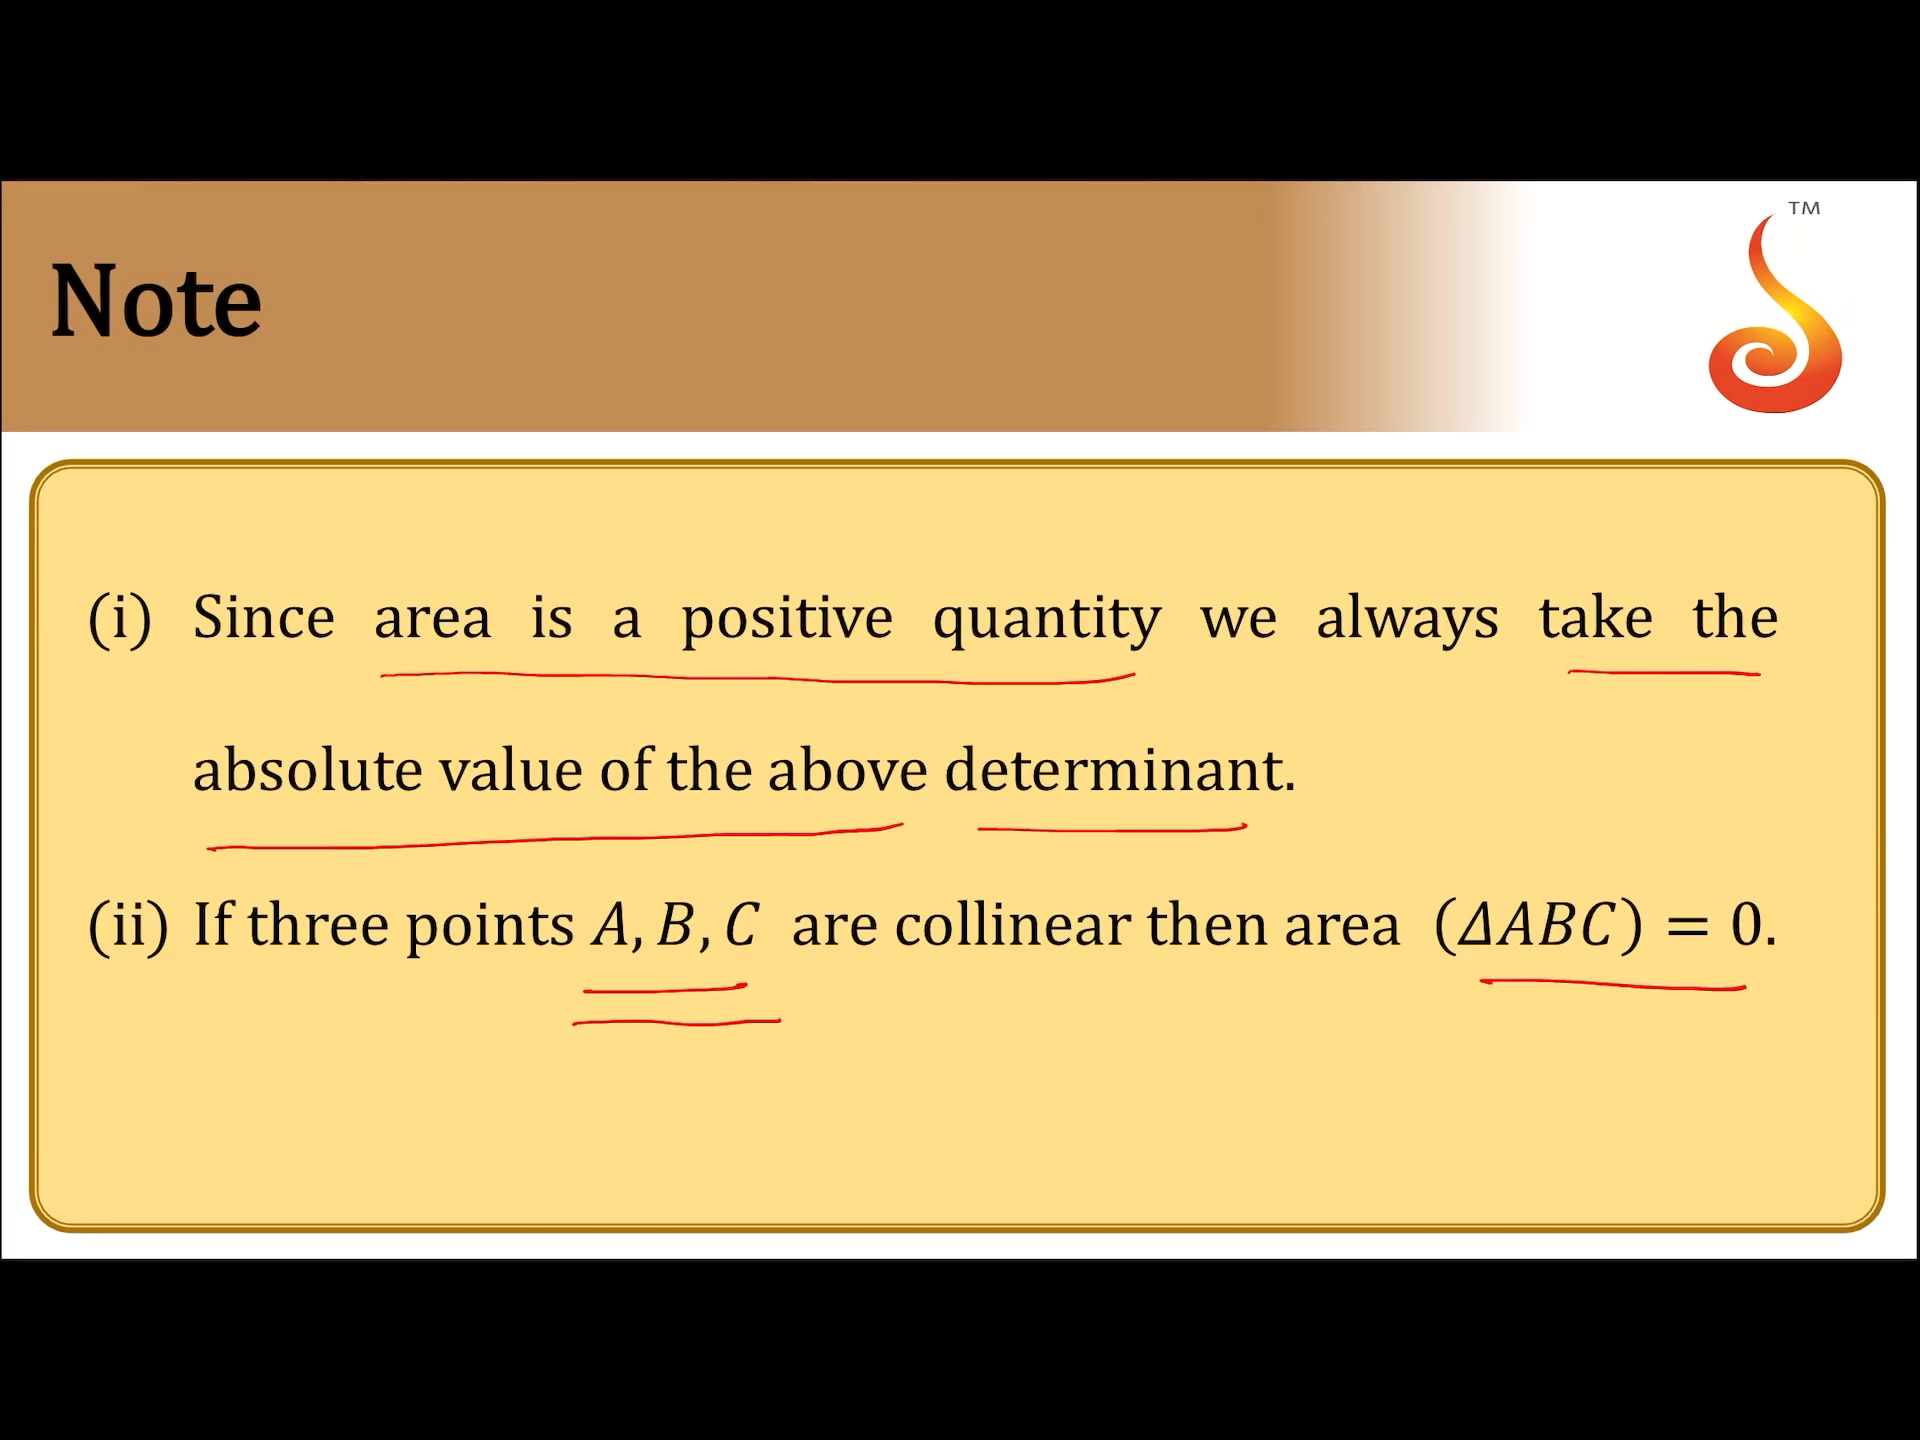 TM
Note
(i) Since area is a positive quantity we always take the
absolute value of the above determinant.
(ii) If three points A, B, C are collinear then area (ΔABC) = 0.